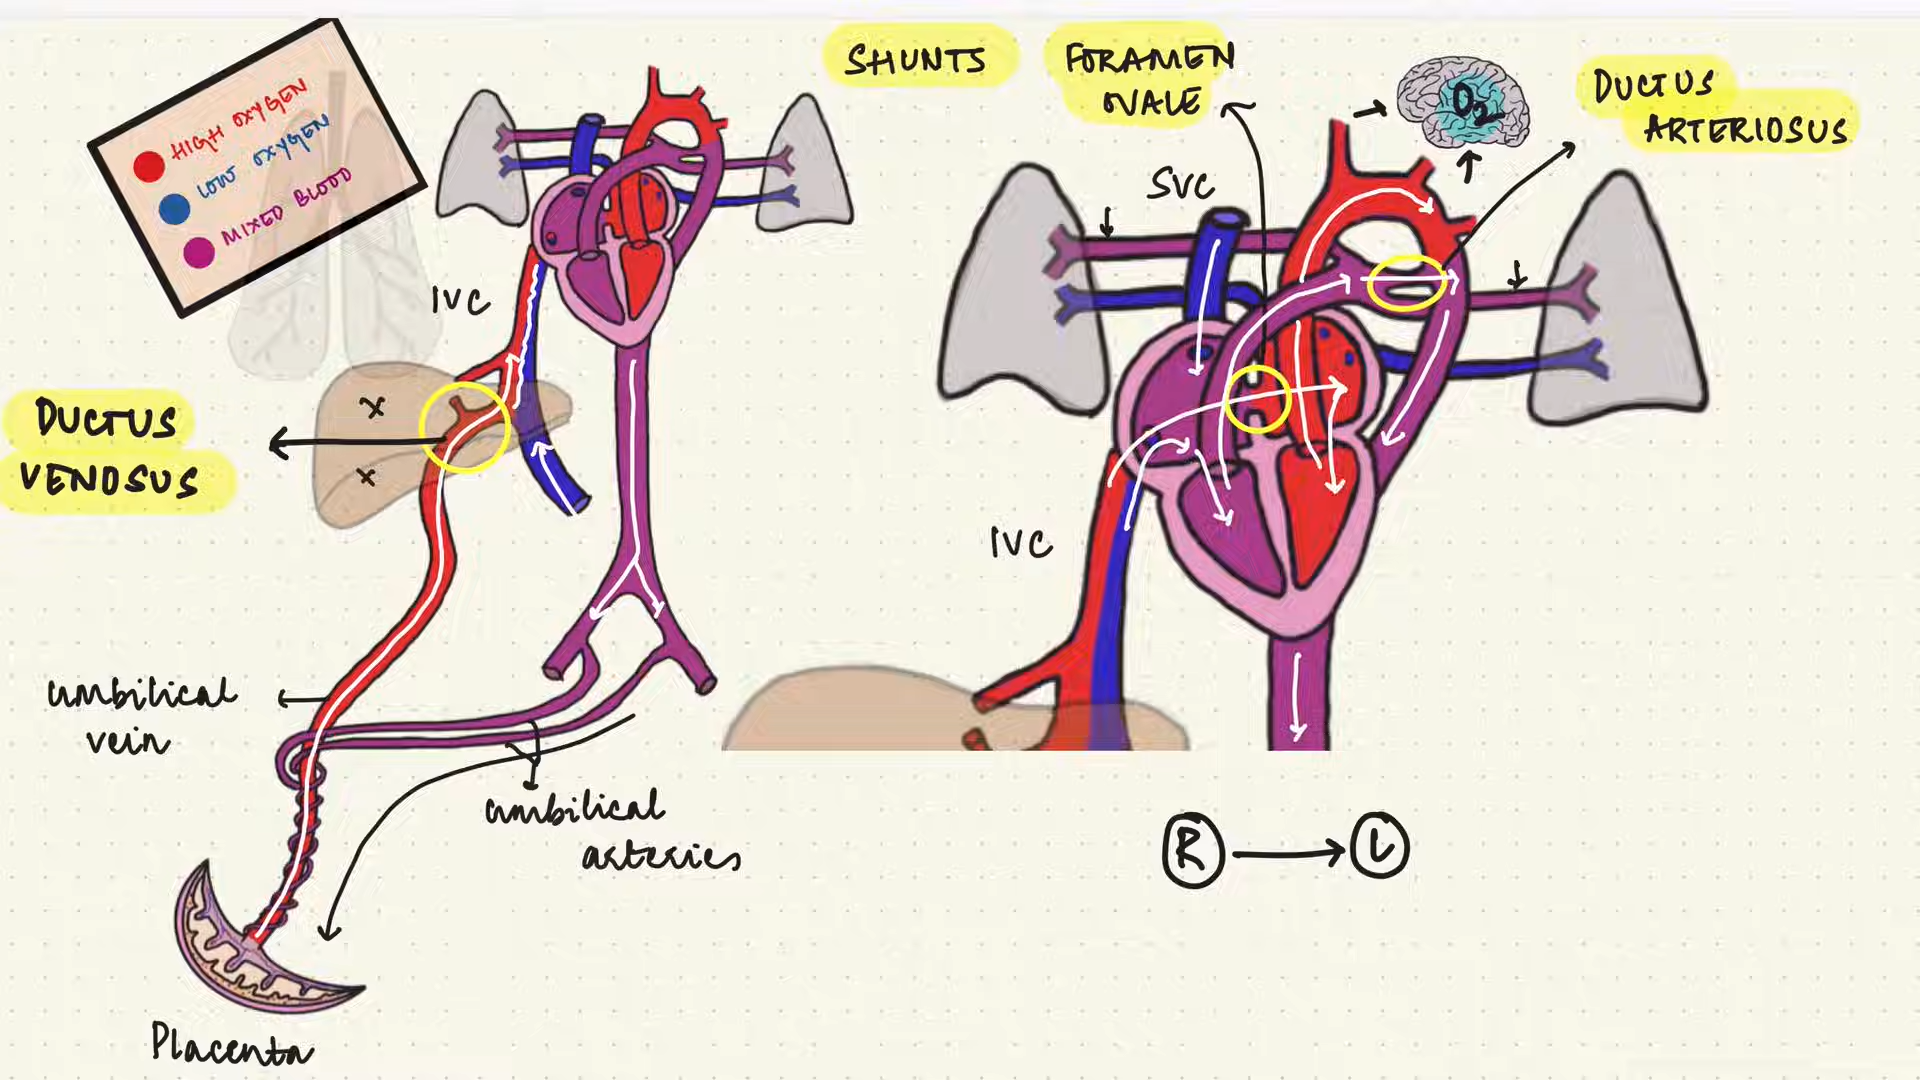 HIGH OXYGEN
LOW OXYGEN
MIXED BLOOD
SHUNTS
FORAMEN
OVALE
O2
DUCTUS
ARTERIOSUS
SVC
IVC
DUCTUS
VENOSUS
x
x
IVC
umbilical
vein
umbilical
arteries
R → L
Placenta